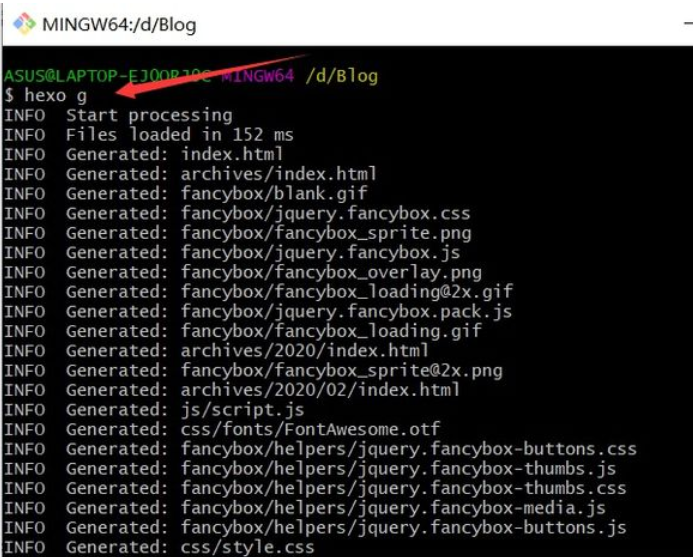 MINGW64:/d/Blog
ASUS@LAPTOP-EJQORJ9C MINGW64 /d/Blog
$ hexo g
INFO  Start processing
INFO  Files loaded in 152 ms
INFO  Generated: index.html
INFO  Generated: archives/index.html
INFO  Generated: fancybox/blank.gif
INFO  Generated: fancybox/jquery.fancybox.css
INFO  Generated: fancybox/fancybox_sprite.png
INFO  Generated: fancybox/jquery.fancybox.js
INFO  Generated: fancybox/fancybox_overlay.png
INFO  Generated: fancybox/fancybox_loading@2x.gif
INFO  Generated: fancybox/jquery.fancybox.pack.js
INFO  Generated: fancybox/fancybox_loading.gif
INFO  Generated: archives/2020/index.html
INFO  Generated: fancybox/fancybox_sprite@2x.png
INFO  Generated: archives/2020/02/index.html
INFO  Generated: js/script.js
INFO  Generated: css/fonts/FontAwesome.otf
INFO  Generated: fancybox/helpers/jquery.fancybox-buttons.css
INFO  Generated: fancybox/helpers/jquery.fancybox-thumbs.js
INFO  Generated: fancybox/helpers/jquery.fancybox-thumbs.css
INFO  Generated: fancybox/helpers/jquery.fancybox-media.js
INFO  Generated: fancybox/helpers/jquery.fancybox-buttons.js
INFO  Generated: css/style.css